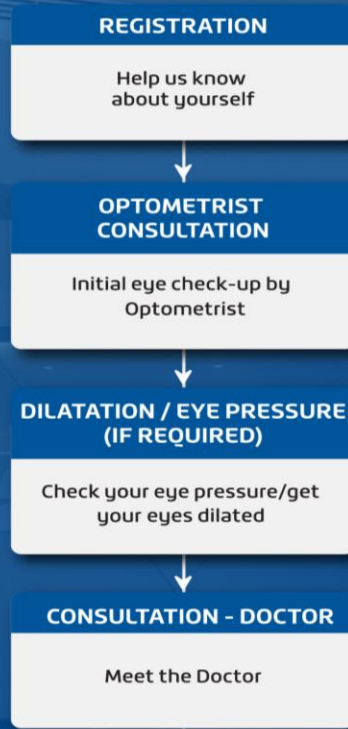 REGISTRATION
Help us know
about yourself
OPTOMETRIST
CONSULTATION
Initial eye check-up by
Optometrist
DILATATION / EYE PRESSURE
(IF REQUIRED)
Check your eye pressure/get
your eyes dilated
CONSULTATION - DOCTOR
Meet the Doctor